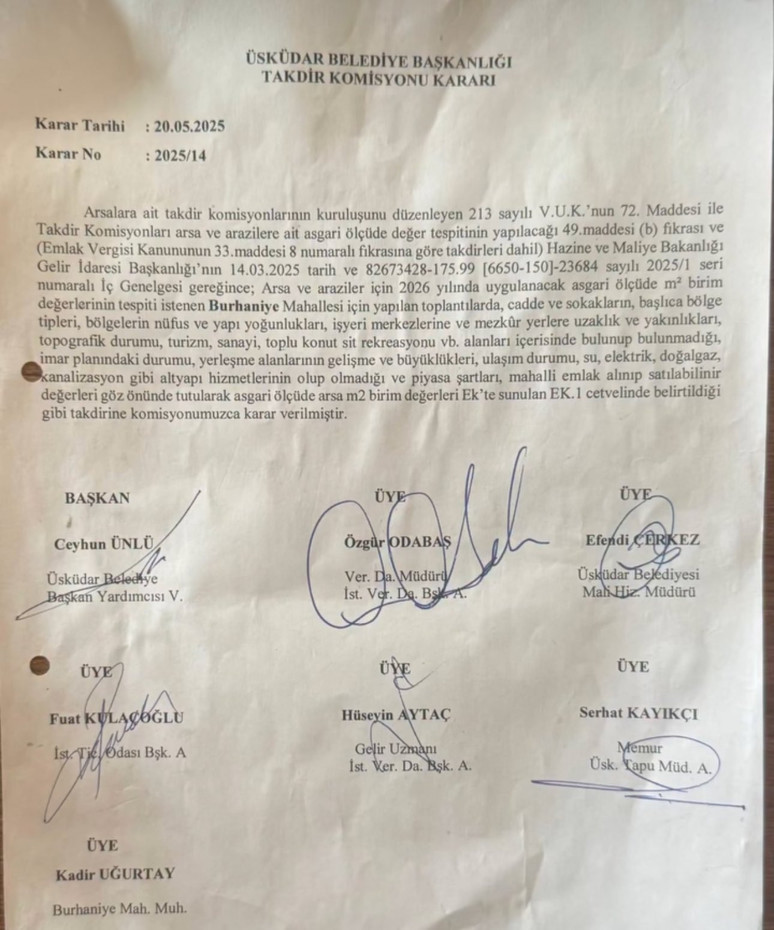 ÜSKÜDAR BELEDİYE BAŞKANLIĞI
TAKDİR KOMİSYONU KARARI
Karar Tarihi : 20.05.2025
Karar No : 2025/14
Arsalara ait takdir komisyonlarının kuruluşunu düzenleyen 213 sayılı V.U.K.'nun 72. Maddesi ile
Takdir Komisyonları arsa ve arazilere ait asgari ölçüde değer tespitinin yapılacağı 49.maddesi (b) fıkrası ve
(Emlak Vergisi Kanununun 33.maddesi 8 numaralı fıkrasına göre takdirleri dahil) Hazine ve Maliye Bakanlığı
Gelir İdaresi Başkanlığı'nın 14.03.2025 tarih ve 82673428-175.99 [6650-150]-23684 sayılı 2025/1 seri
numaralı İç Genelgesi gereğince; Arsa ve araziler için 2026 yılında uygulanacak asgari ölçüde m² birim
değerlerinin tespiti istenen Burhaniye Mahallesi için yapılan toplantılarda, cadde ve sokakların, başlıca bölge
tipleri, bölgelerin nüfus ve yapı yoğunlukları, işyeri merkezlerine ve mezkûr yerlere uzaklık ve yakınlıkları,
topografik durumu, turizm, sanayi, toplu konut sit rekreasyonu vb. alanları içerisinde bulunup bulunmadığı,
imar planındaki durumu, yerleşme alanlarının gelişme ve büyüklükleri, ulaşım durumu, su, elektrik, doğalgaz,
kanalizasyon gibi altyapı hizmetlerinin olup olmadığı ve piyasa şartları, mahalli emlak alınıp satılabilinir
değerleri göz önünde tutularak asgari ölçüde arsa m2 birim değerleri Ek'te sunulan EK.1 cetvelinde belirtildiği
gibi takdirine komisyonumuzca karar verilmiştir.
BAŞKAN ÜYE ÜYE
Ceyhun ÜNLÜ Özgür ODABAŞ Efendi ÇERKEZ
Üsküdar Belediye Ver. Da. Müdürü Üsküdar Belediyesi
Başkan Yardımcısı V. İst. Ver. Da. Bşk. A. Mali Hiz. Müdürü
ÜYE ÜYE ÜYE
Fuat KULAÇOĞLU Hüseyin AYTAÇ Serhat KAYIKÇI
İst. Tic. Odası Bşk. A Gelir Uzmanı Memur
İst. Ver. Da. Bşk. A. Üsk. Tapu Müd. A.
ÜYE
Kadir UĞURTAY
Burhaniye Mah. Muh.